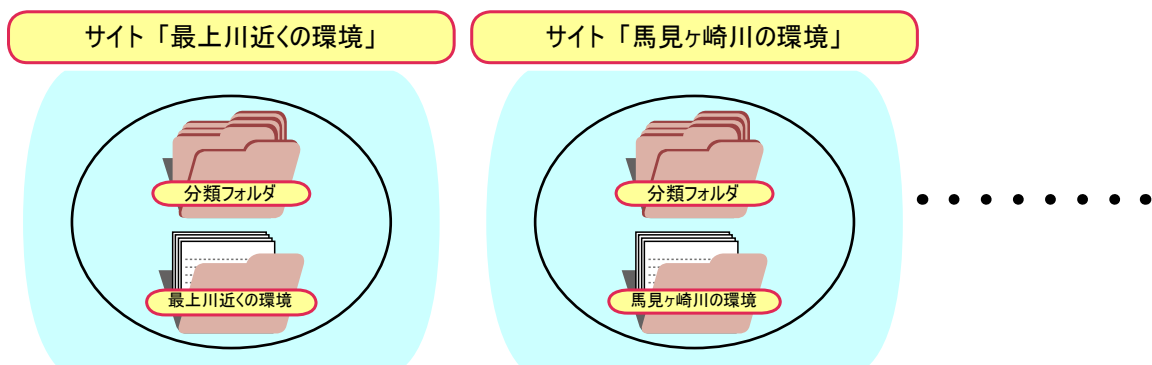 サイト 「最上川近くの環境」
サイト 「馬見ヶ崎川の環境」
分類フォルダ
分類フォルダ
最上川近くの環境
馬見ヶ崎川の環境